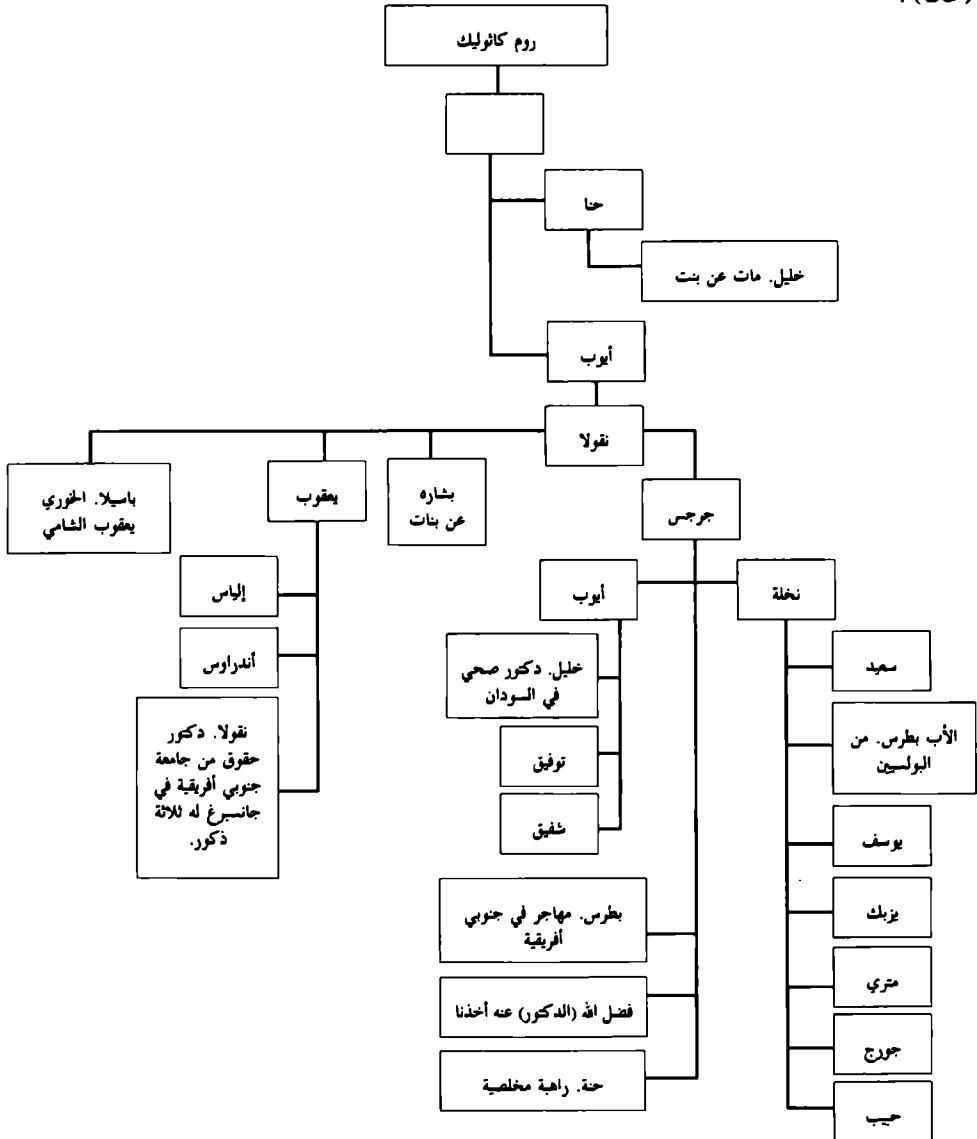 روم كاثوليك
حنا
خليل. مات عن بنت
أيوب
نقولا
باسيلا. الخوري
يعقوب الشامي
يعقوب
بشاره
عن بنات
جرجس
إلياس
أندراوس
نقولا. دكتور
حقوق من جامعة
جنوبي أفريقية في
جانسبرغ له ثلاثة
ذكور.
أيوب
خليل. دكتور صحي
في السودان
توفيق
شفيق
نخلة
سعيد
الأب بطرس. من
البولسيين
يوسف
يزبك
متري
جورج
حبيب
بطرس. مهاجر في جنوبي
أفريقية
فضل الله (الدكتور) عنه أخذنا
حنة. راهبة مخلصية